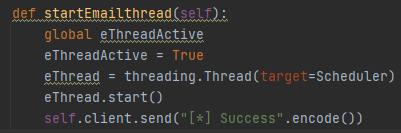 def startEmailthread(self):
    global eThreadActive
    eThreadActive = True
    eThread = threading.Thread(target=Scheduler)
    eThread.start()
    self.client.send("[*] Success".encode())